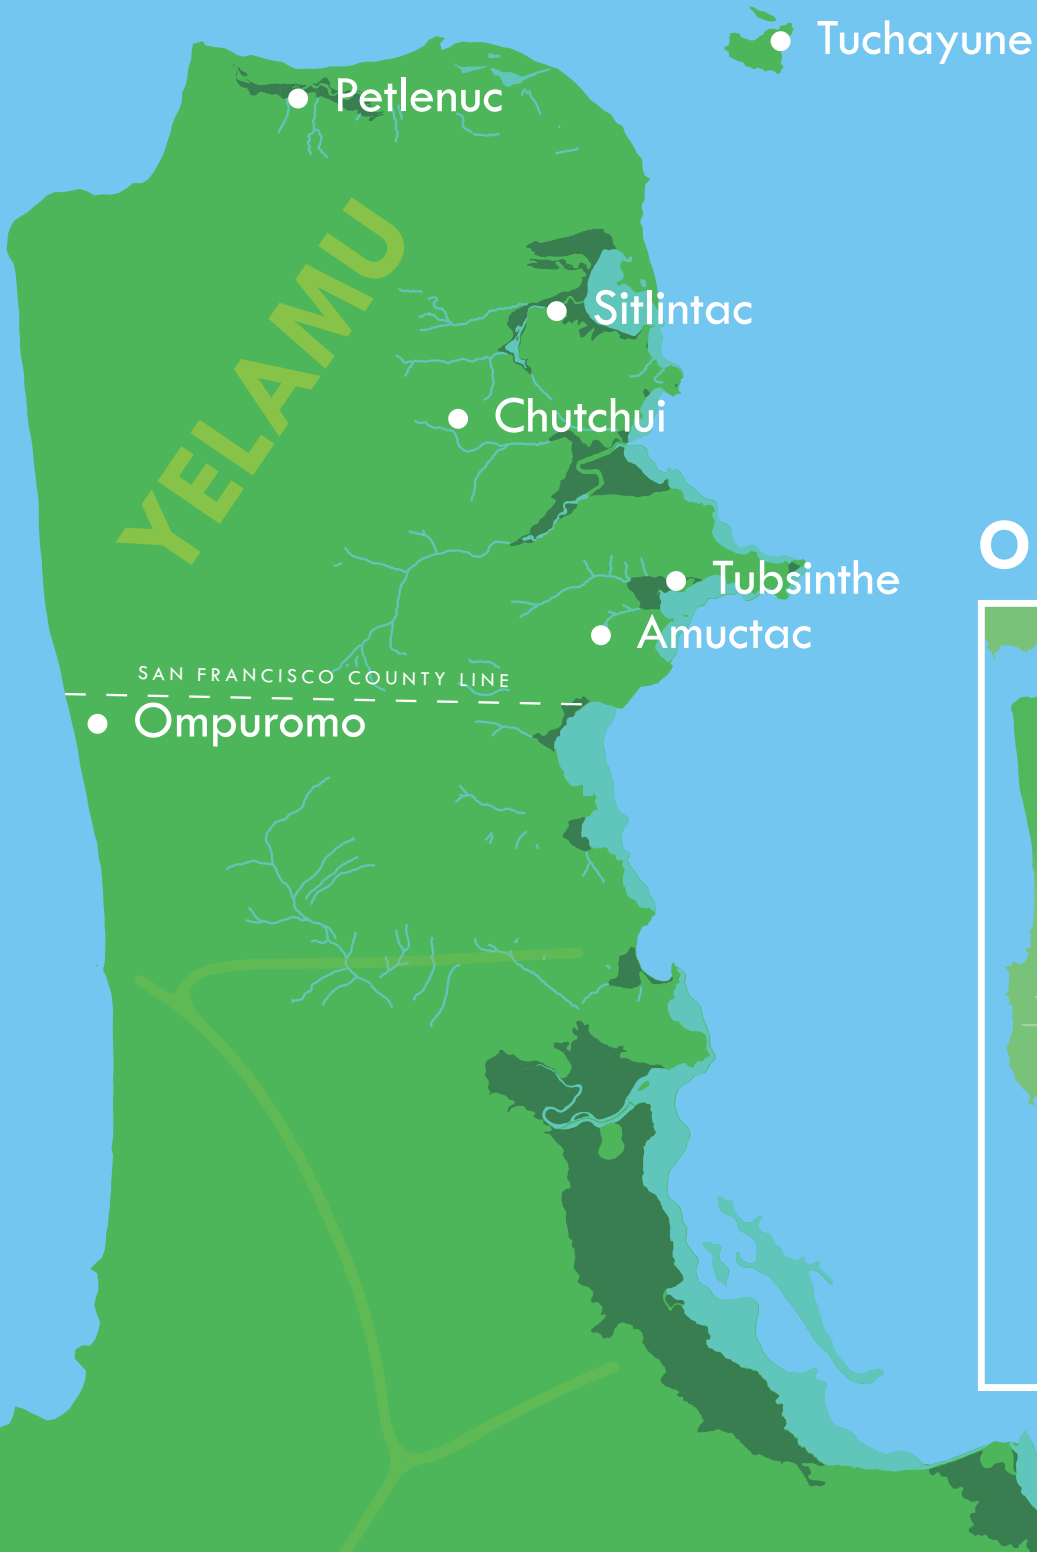 Tuchayune
Petlenuc
YELAMU
Sitlintac
Chutchui
O
Tubsinthe
Amuctac
SAN FRANCISCO COUNTY LINE
Ompuromo